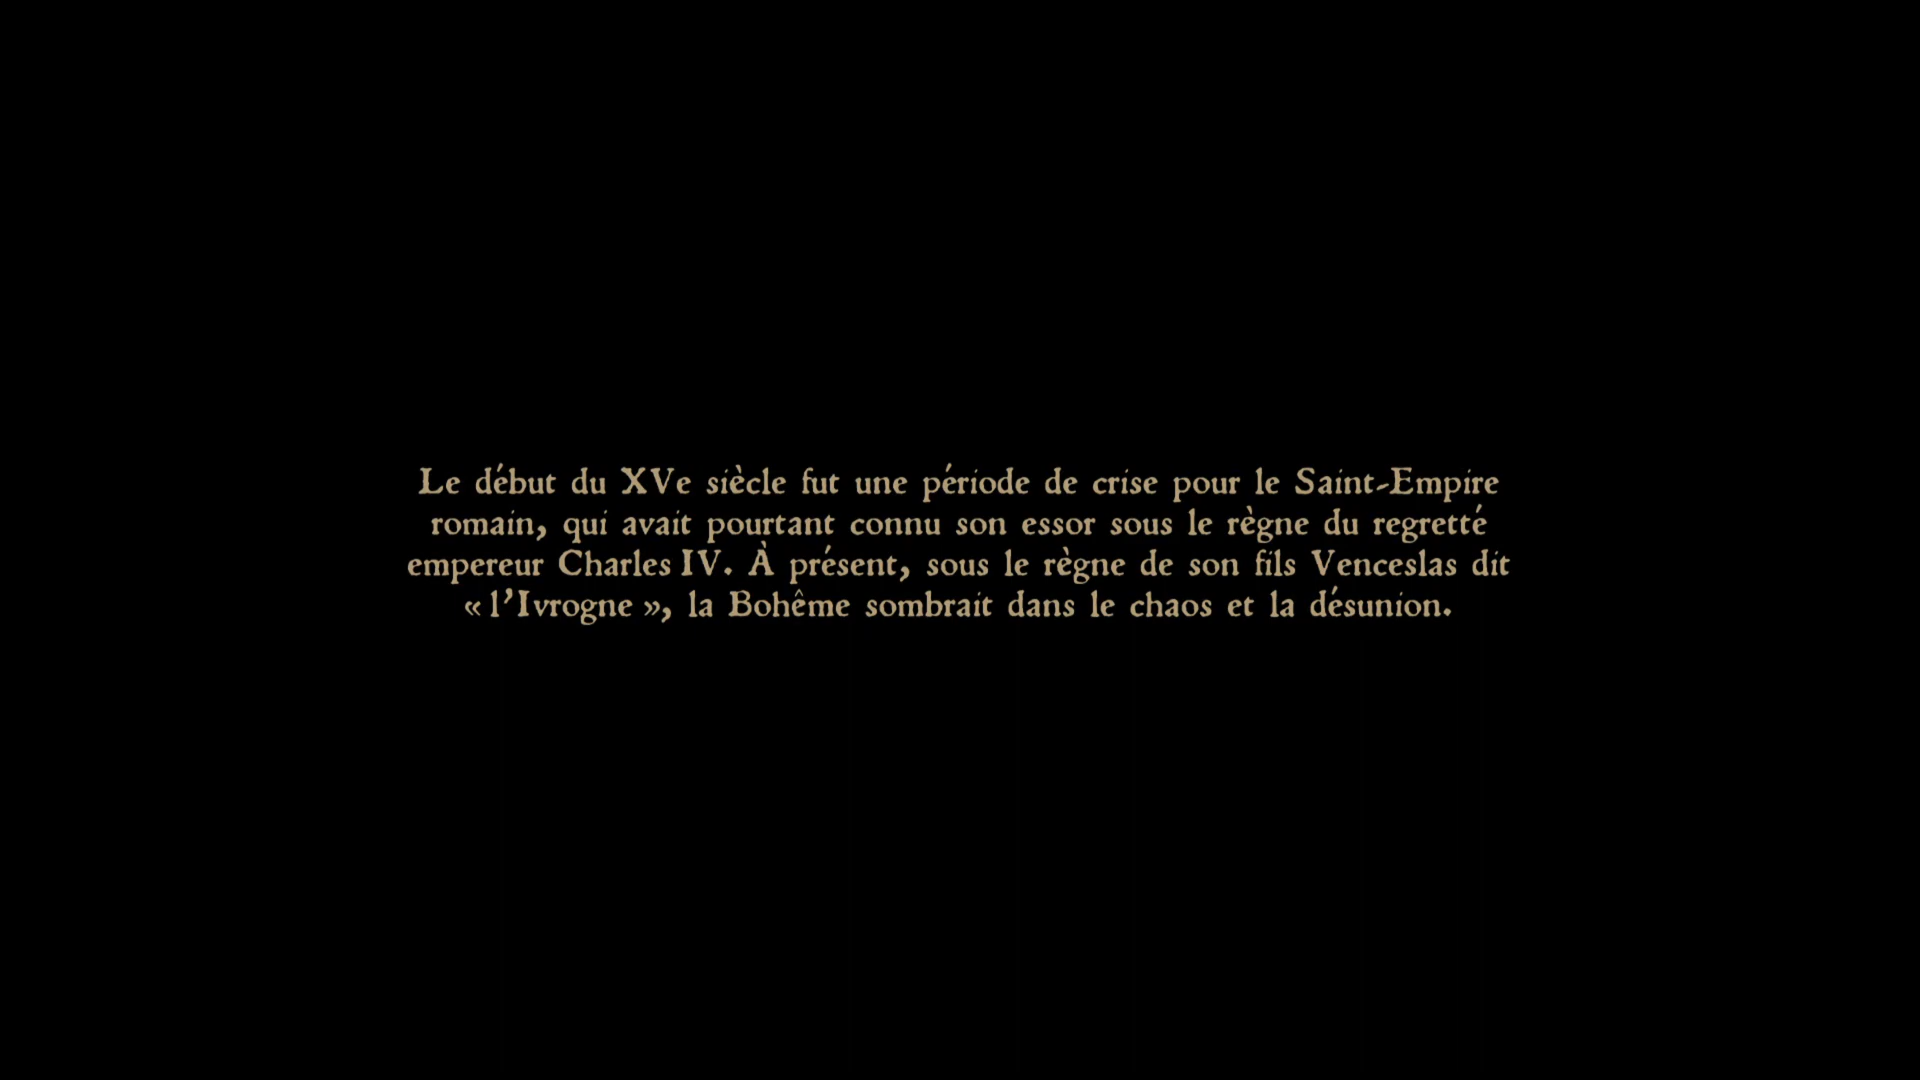 Le début du XVe siècle fut une période de crise pour le Saint-Empire
romain, qui avait pourtant connu son essor sous le règne du regretté
empereur Charles IV. À présent, sous le règne de son fils Venceslas dit
« l’Ivrogne », la Bohême sombrait dans le chaos et la désunion.